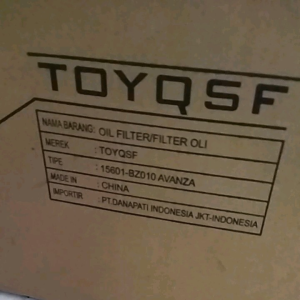 TOYQSF
NAMA BARANG: OIL FILTER/FILTER OLI
MEREK : TOYQSF
TIPE : 15601-BZ010 AVANZA
MADE IN : CHINA
IMPORTIR : PT.DANAPATI INDONESIA JKT-INDONESIA